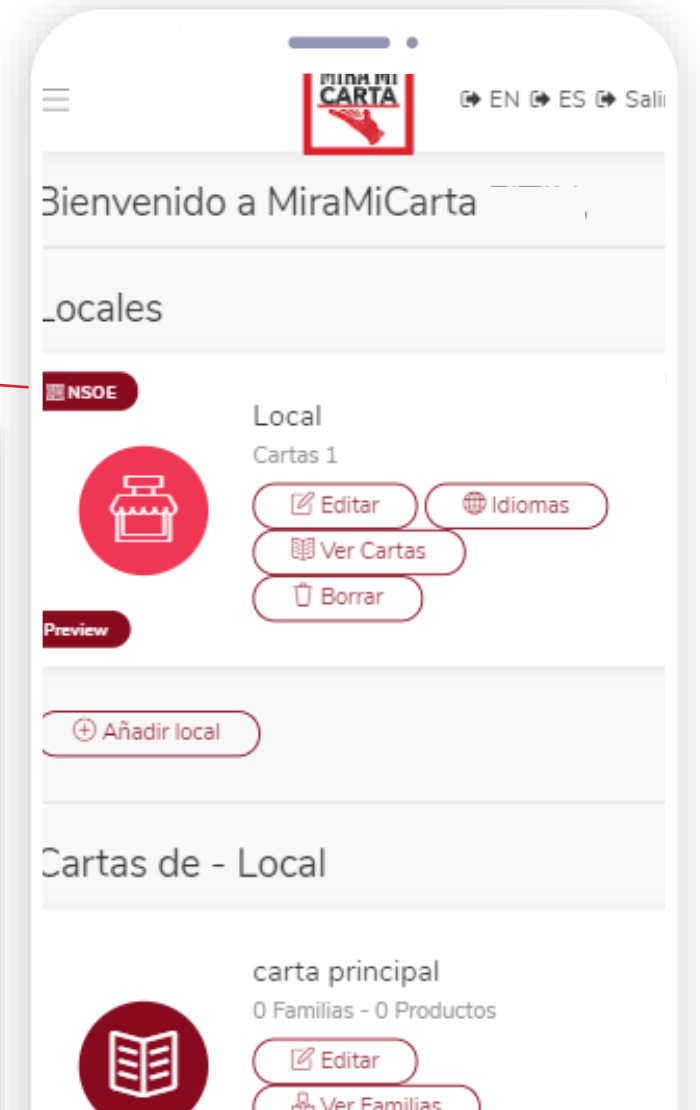 MIRA MI
CARTA
EN ES Salir
Bienvenido a MiraMiCarta
Locales
NSOE
Local
Cartas 1
Editar Idiomas
Ver Cartas
Borrar
Preview
Añadir local
Cartas de - Local
carta principal
0 Familias - 0 Productos
Editar
Ver Familias